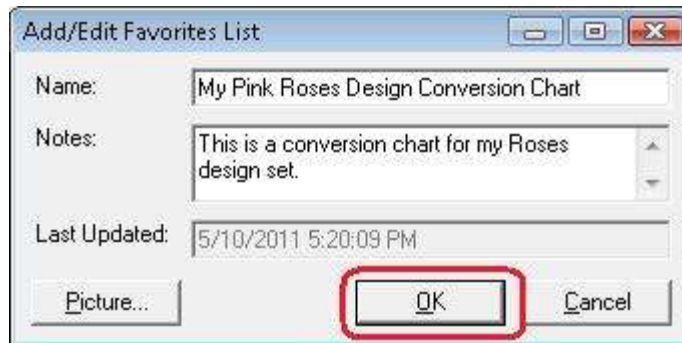 Add/Edit Favorites List
Name: My Pink Roses Design Conversion Chart
Notes: This is a conversion chart for my Roses
design set.
Last Updated: 5/10/2011 5:20:09 PM
Picture... OK Cancel